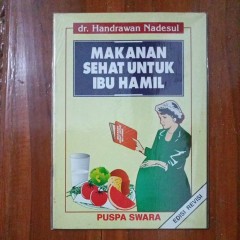 dr. Handrawan Nadesul
MAKANAN
SEHAT UNTUK
IBU HAMIL
EDISI REVISI
PUSPA SWARA